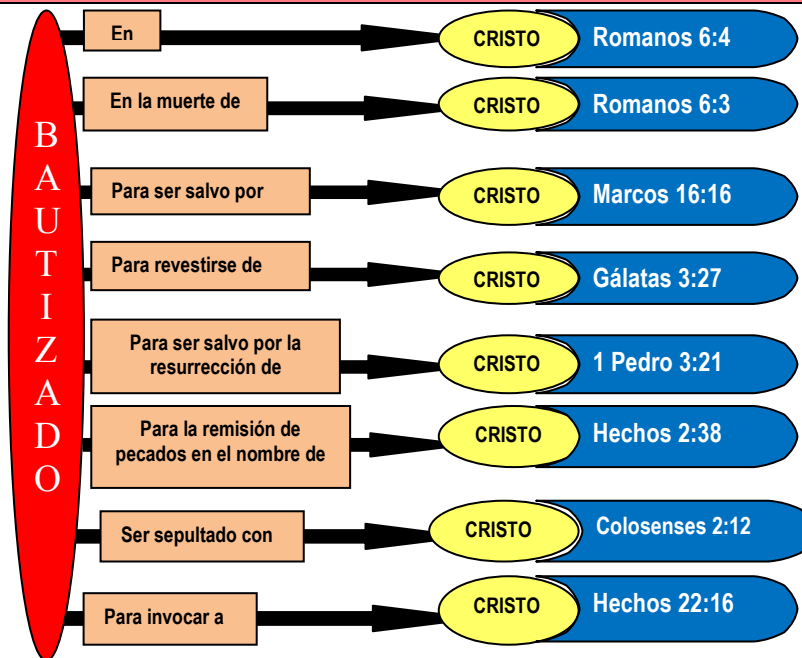 BAUTIZADO
En
CRISTO
Romanos 6:4
En la muerte de
CRISTO
Romanos 6:3
Para ser salvo por
CRISTO
Marcos 16:16
Para revestirse de
CRISTO
Gálatas 3:27
Para ser salvo por la
resurrección de
CRISTO
1 Pedro 3:21
Para la remisión de
pecados en el nombre de
CRISTO
Hechos 2:38
Ser sepultado con
CRISTO
Colosenses 2:12
Para invocar a
CRISTO
Hechos 22:16